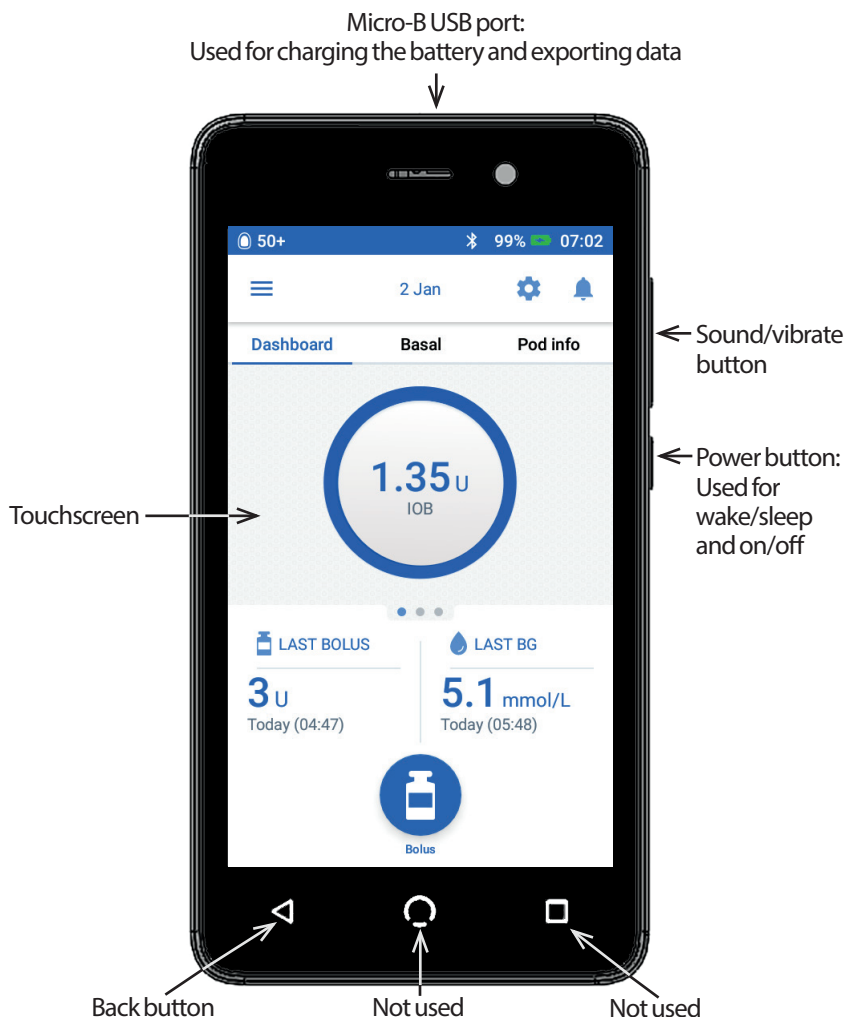 Micro-B USB port:
Used for charging the battery and exporting data
50+ 99% 07:02
2 Jan
Dashboard Basal Pod info
Sound/vibrate
button
1.35 U
IOB
Power button:
Used for
wake/sleep
and on/off
Touchscreen
LAST BOLUS LAST BG
3 U 5.1 mmol/L
Today (04:47) Today (05:48)
Bolus
Back button Not used Not used